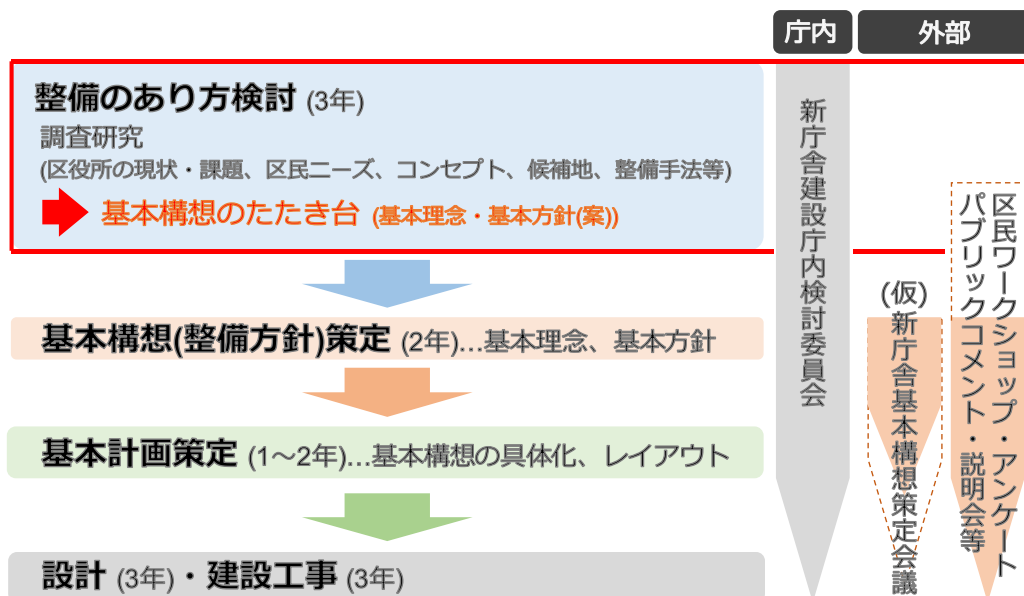 庁内
外部
整備のあり方検討 (3年)
調査研究
(区役所の現状・課題、区民ニーズ、コンセプト、候補地、整備手法等)
基本構想のたたき台 (基本理念・基本方針(案))
基本構想(整備方針)策定 (2年)…基本理念、基本方針
基本計画策定 (1～2年)…基本構想の具体化、レイアウト
設計 (3年)・建設工事 (3年)
新庁舎建設庁内検討委員会
(仮)
新庁舎基本構想策定会議
区民ワークショップ・アンケート
パブリックコメント・説明会等